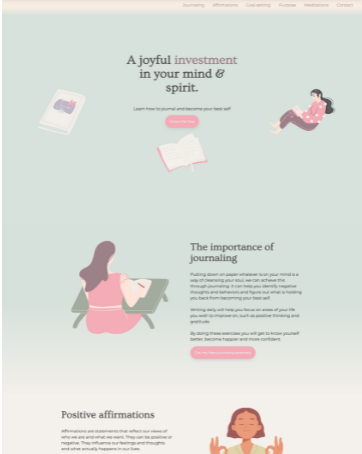 Journaling Affirmations Goal setting Purpose Meditations Contact
A joyful investment
in your mind &
spirit.
Learn how to journal and become your best self
The importance of
journaling
Putting down on paper whatever is on your mind is a
way of cleansing your soul, we can achieve this
through journaling. It can help you identify negative
thoughts and behaviors and figure out what is holding
you back from becoming your best self.
Writing daily will help you focus on areas of your life
you wish to improve on, such as positive thinking and
gratitude.
By doing these exercises you will get to know yourself
better, become happier and more confident.
Positive affirmations
Affirmations are statements that reflect our views of
who we are and what we want. They can be positive or
negative. They influence our feelings and thoughts
and what actually happens in our lives.